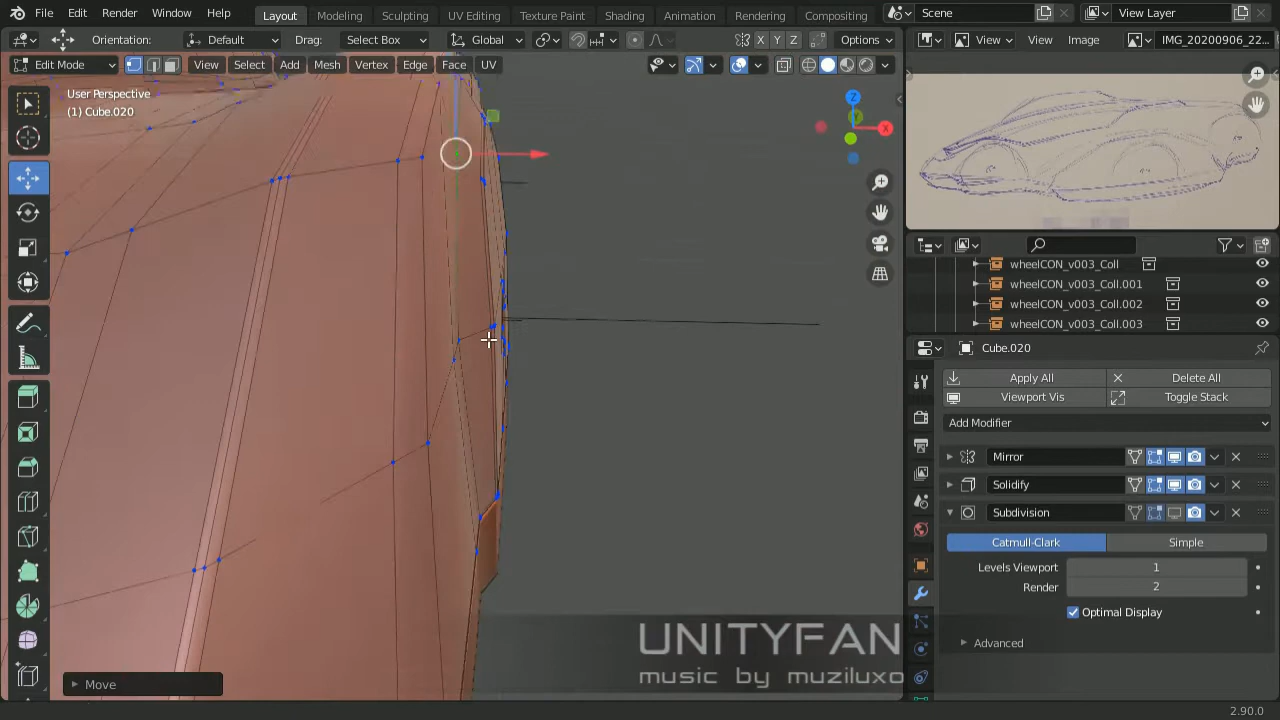 File Edit Render Window Help Layout Modeling Sculpting UV Editing Texture Paint Shading Animation Rendering Compositing Scene View Layer
Orientation: Default Drag: Select Box Global X Y Z Options View View Image IMG_20200906_22...
Edit Mode View Select Add Mesh Vertex Edge Face UV
User Perspective
(1) Cube.020
Z
X
wheelCON_v003_Coll
wheelCON_v003_Coll.001
wheelCON_v003_Coll.002
wheelCON_v003_Coll.003
Cube.020
Apply All Delete All
Viewport Vis Toggle Stack
Add Modifier
Mirror
Solidify
Subdivision
Catmull-Clark Simple
Levels Viewport 1
Render 2
Optimal Display
Advanced
UNITYFAN
music by muziluxo
Move
2.90.0